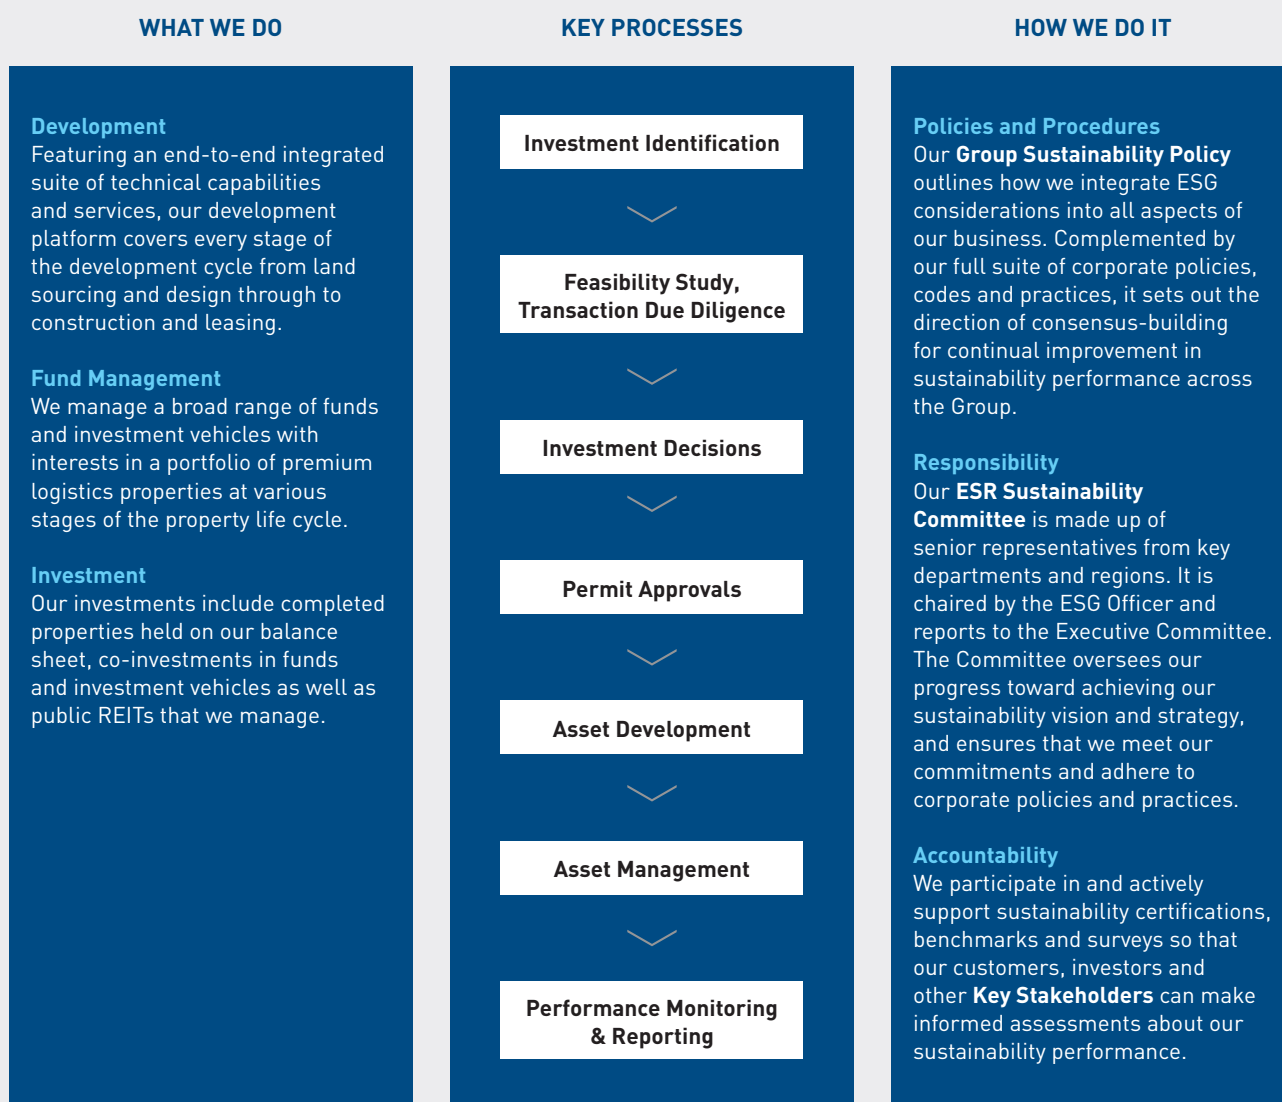 WHAT WE DO
Development
Featuring an end-to-end integrated
suite of technical capabilities
and services, our development
platform covers every stage of
the development cycle from land
sourcing and design through to
construction and leasing.
Fund Management
We manage a broad range of funds
and investment vehicles with
interests in a portfolio of premium
logistics properties at various
stages of the property life cycle.
Investment
Our investments include completed
properties held on our balance
sheet, co-investments in funds
and investment vehicles as well as
public REITs that we manage.
KEY PROCESSES
Investment Identification
Feasibility Study,
Transaction Due Diligence
Investment Decisions
Permit Approvals
Asset Development
Asset Management
Performance Monitoring
& Reporting
HOW WE DO IT
Policies and Procedures
Our Group Sustainability Policy
outlines how we integrate ESG
considerations into all aspects of
our business. Complemented by
our full suite of corporate policies,
codes and practices, it sets out the
direction of consensus-building
for continual improvement in
sustainability performance across
the Group.
Responsibility
Our ESR Sustainability
Committee is made up of
senior representatives from key
departments and regions. It is
chaired by the ESG Officer and
reports to the Executive Committee.
The Committee oversees our
progress toward achieving our
sustainability vision and strategy,
and ensures that we meet our
commitments and adhere to
corporate policies and practices.
Accountability
We participate in and actively
support sustainability certifications,
benchmarks and surveys so that
our customers, investors and
other Key Stakeholders can make
informed assessments about our
sustainability performance.